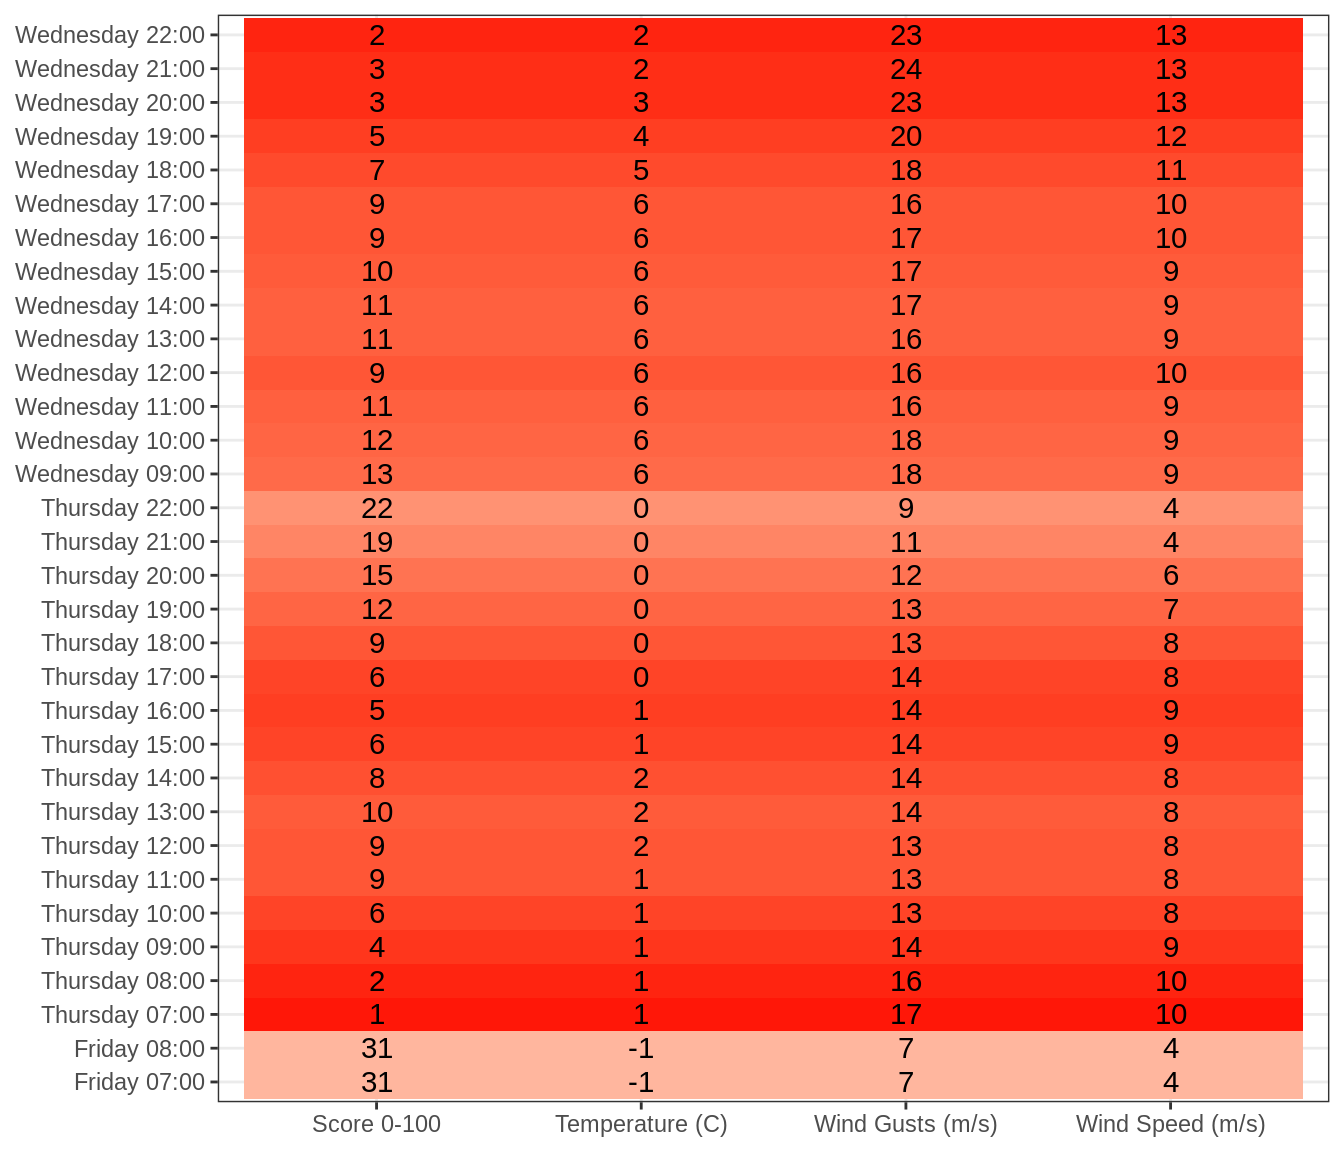 Wednesday 22:00 2 2 23 13
Wednesday 21:00 3 2 24 13
Wednesday 20:00 3 3 23 13
Wednesday 19:00 5 4 20 12
Wednesday 18:00 7 5 18 11
Wednesday 17:00 9 6 16 10
Wednesday 16:00 9 6 17 10
Wednesday 15:00 10 6 17 9
Wednesday 14:00 11 6 17 9
Wednesday 13:00 11 6 16 9
Wednesday 12:00 9 6 16 10
Wednesday 11:00 11 6 16 9
Wednesday 10:00 12 6 18 9
Wednesday 09:00 13 6 18 9
Thursday 22:00 22 0 9 4
Thursday 21:00 19 0 11 4
Thursday 20:00 15 0 12 6
Thursday 19:00 12 0 13 7
Thursday 18:00 9 0 13 8
Thursday 17:00 6 0 14 8
Thursday 16:00 5 1 14 9
Thursday 15:00 6 1 14 9
Thursday 14:00 8 2 14 8
Thursday 13:00 10 2 14 8
Thursday 12:00 9 2 13 8
Thursday 11:00 9 1 13 8
Thursday 10:00 6 1 13 8
Thursday 09:00 4 1 14 9
Thursday 08:00 2 1 16 10
Thursday 07:00 1 1 17 10
Friday 08:00 31 -1 7 4
Friday 07:00 31 -1 7 4
Score 0-100 Temperature (C) Wind Gusts (m/s) Wind Speed (m/s)